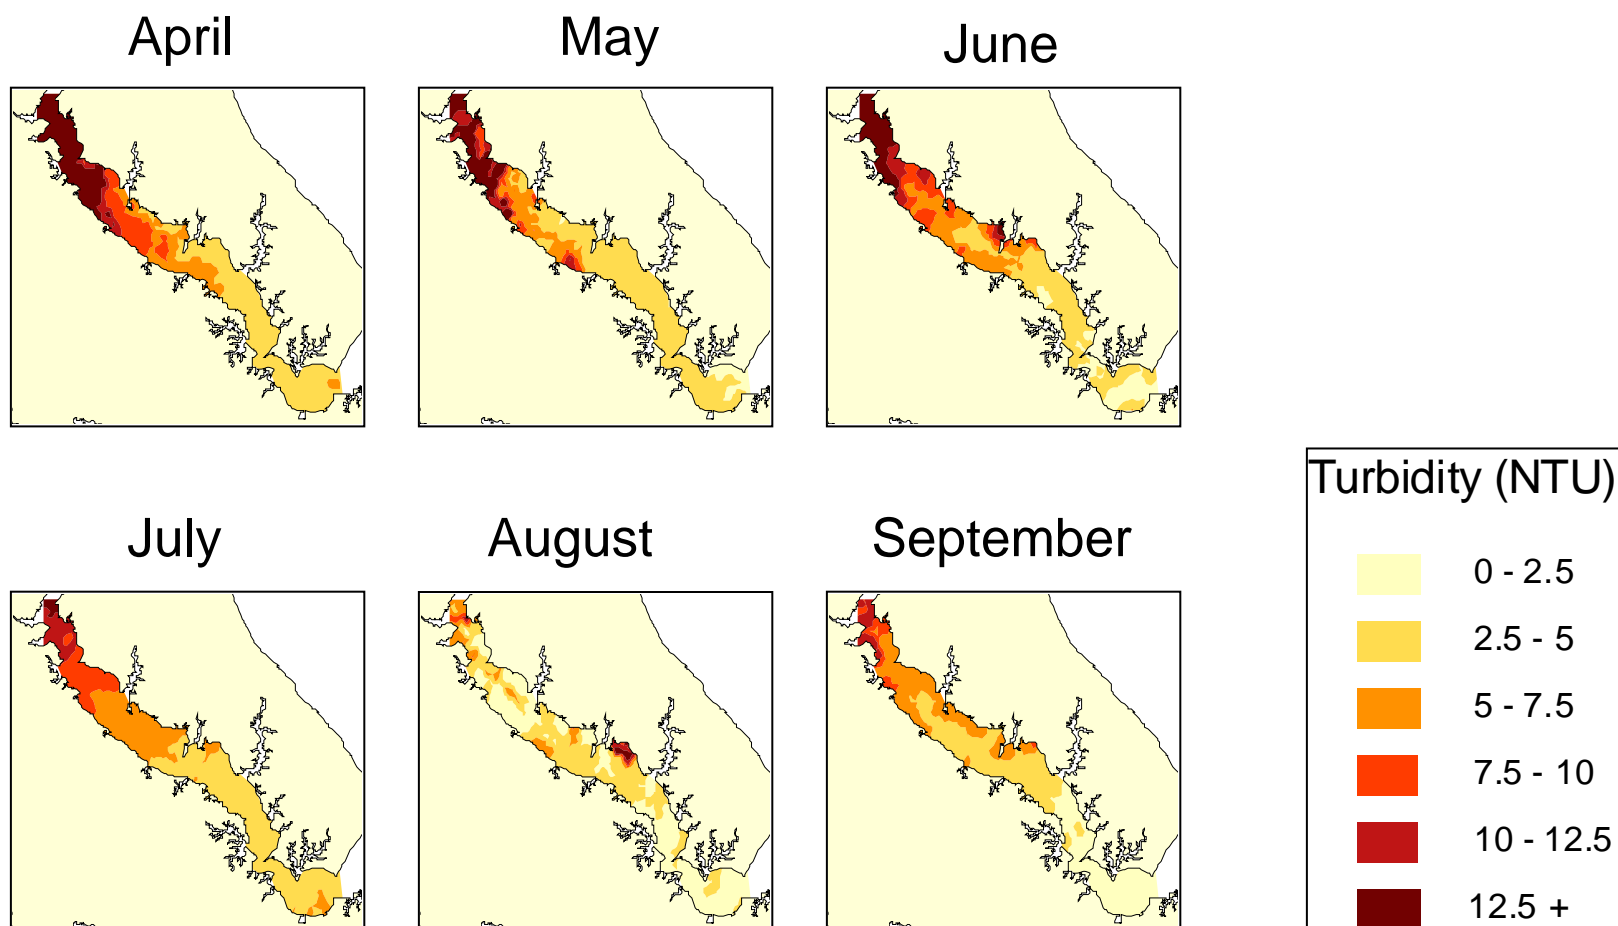 April
May
June
July
August
September
Turbidity (NTU)
0 - 2.5
2.5 - 5
5 - 7.5
7.5 - 10
10 - 12.5
12.5 +